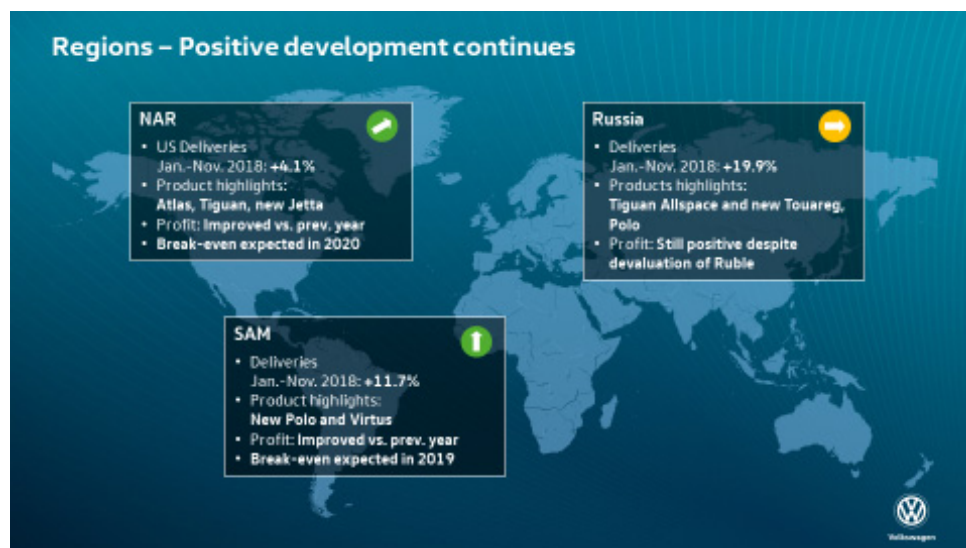 Regions – Positive development continues
NAR
• US Deliveries
Jan.-Nov. 2018: +4.1%
• Product highlights:
Atlas, Tiguan, new Jetta
• Profit: Improved vs. prev. year
• Break-even expected in 2020
Russia
• Deliveries
Jan.-Nov. 2018: +19.9%
• Products highlights:
Tiguan Allspace and new Touareg,
Polo
• Profit: Still positive despite
devaluation of Ruble
SAM
• Deliveries
Jan.-Nov. 2018: +11.7%
• Product highlights:
New Polo and Virtus
• Profit: Improved vs. prev. year
• Break-even expected in 2019
Volkswagen